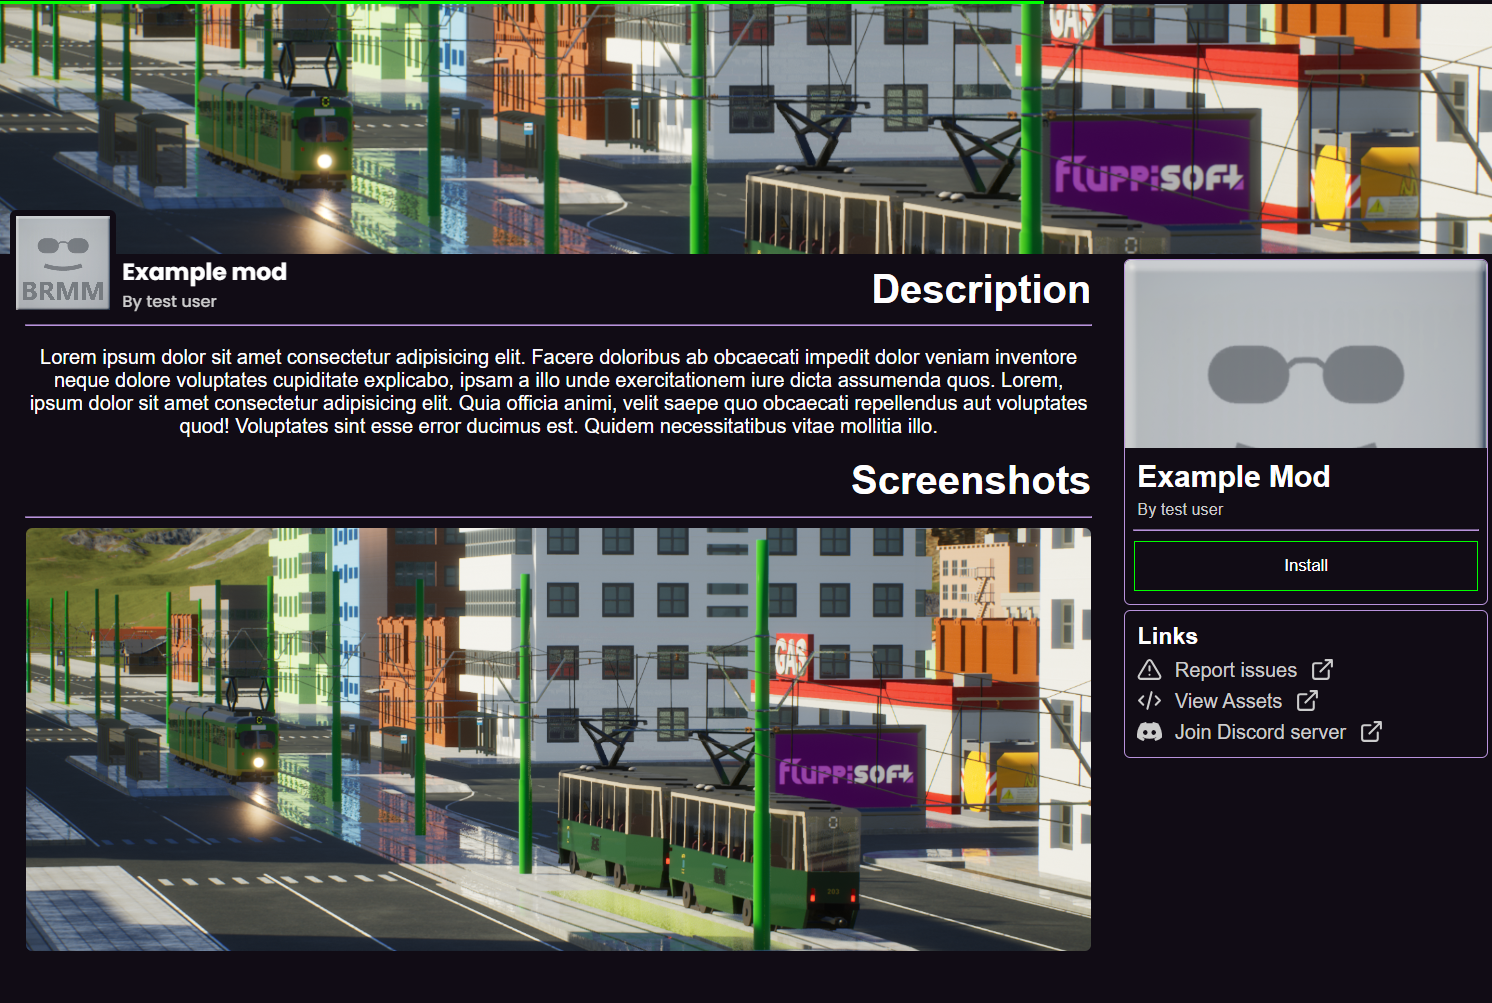 GAS
FLUPPISOFT
BRMM
Example mod
By test user
Description
Lorem ipsum dolor sit amet consectetur adipisicing elit. Facere doloribus ab obcaecati impedit dolor veniam inventore
neque dolore voluptates cupiditate explicabo, ipsam a illo unde exercitationem iure dicta assumenda quos. Lorem,
ipsum dolor sit amet consectetur adipisicing elit. Quia officia animi, velit saepe quo obcaecati repellendus aut voluptates
quod! Voluptates sint esse error ducimus est. Quidem necessitatibus vitae mollitia illo.
Screenshots
GAS
FLUPPISOFT
0
203
Example Mod
By test user
Install
Links
Report issues
View Assets
Join Discord server